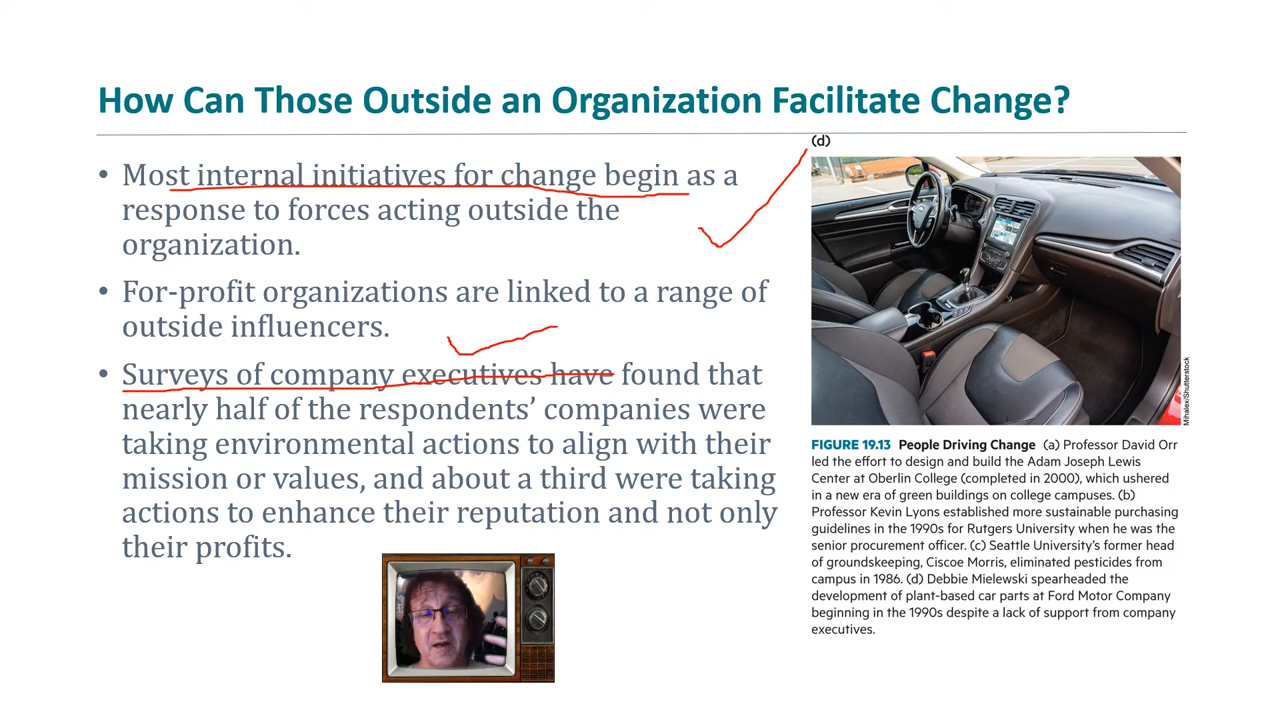 How Can Those Outside an Organization Facilitate Change?
• Most internal initiatives for change begin as a
response to forces acting outside the
organization.
• For-profit organizations are linked to a range of
outside influencers.
• Surveys of company executives have found that
nearly half of the respondents’ companies were
taking environmental actions to align with their
mission or values, and about a third were taking
actions to enhance their reputation and not only
their profits.
(d)
Mihalex/Shutterstock
FIGURE 19.13 People Driving Change (a) Professor David Orr
led the effort to design and build the Adam Joseph Lewis
Center at Oberlin College (completed in 2000), which ushered
in a new era of green buildings on college campuses. (b)
Professor Kevin Lyons established more sustainable purchasing
guidelines in the 1990s for Rutgers University when he was the
senior procurement officer. (c) Seattle University’s former head
of groundskeeping, Ciscoe Morris, eliminated pesticides from
campus in 1986. (d) Debbie Mielewski spearheaded the
development of plant-based car parts at Ford Motor Company
beginning in the 1990s despite a lack of support from company
executives.